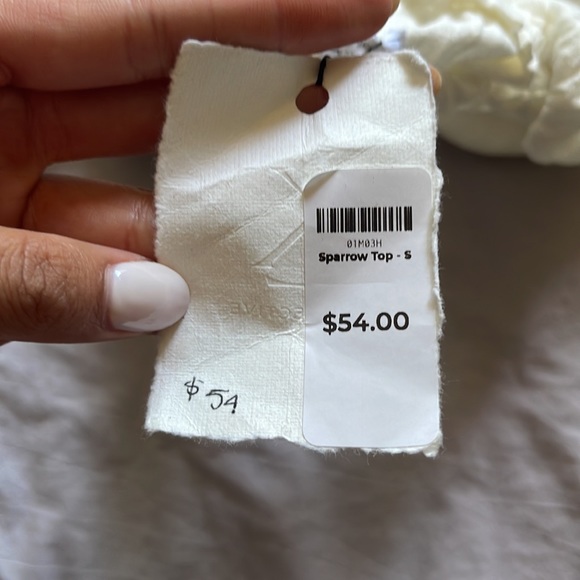 01M03H
Sparrow Top - S
$54.00
$ 54